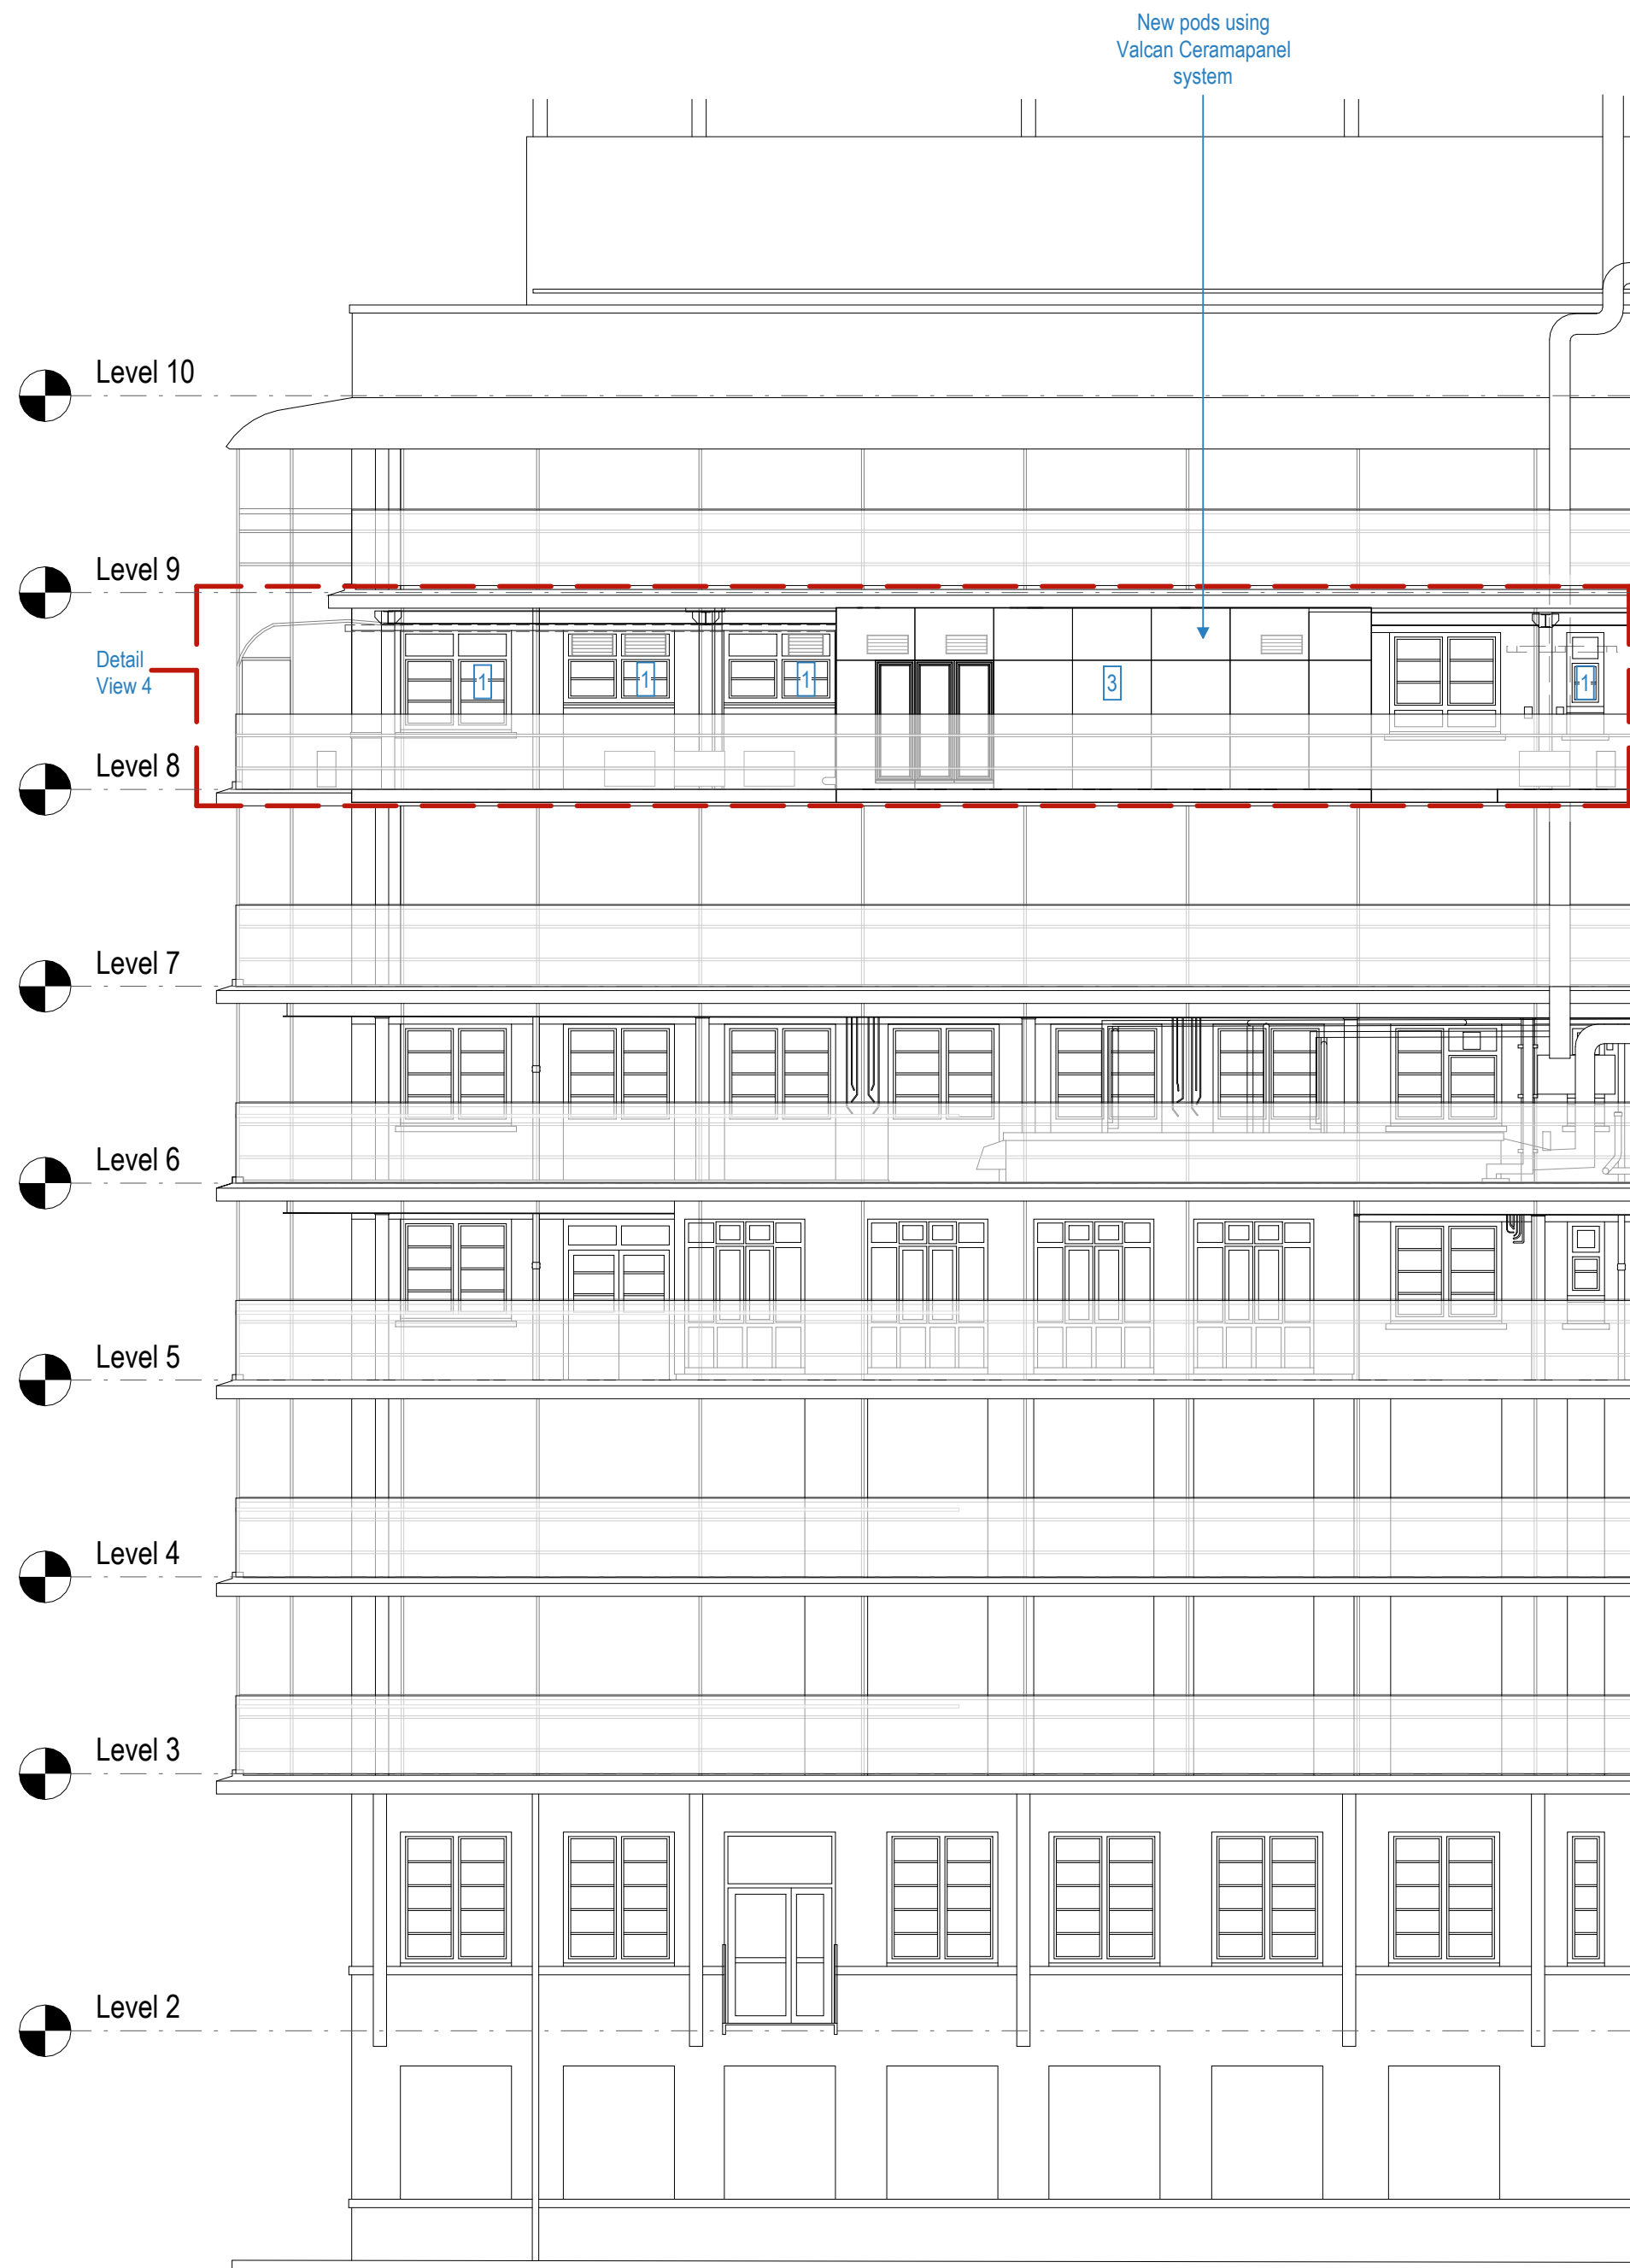 New pods using
Valcan Ceramapanel
system
Level 10
Level 9
Detail
View 4
1
1
1
3
1
Level 8
Level 7
Level 6
Level 5
Level 4
Level 3
Level 2